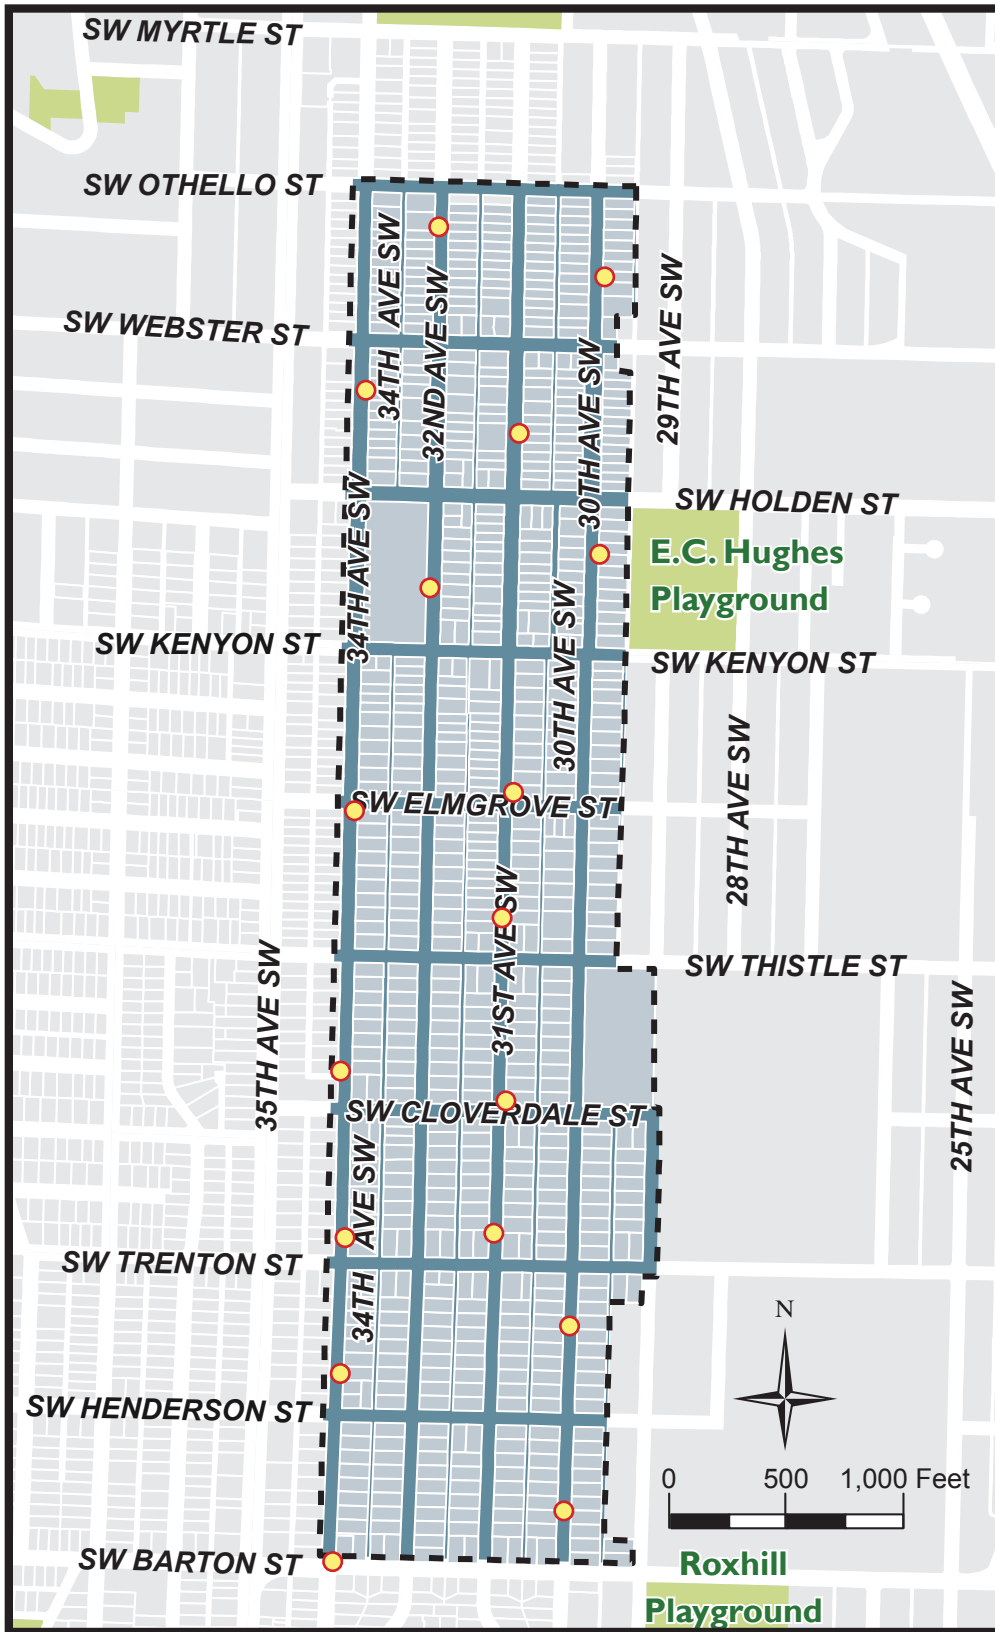 SW MYRTLE ST
SW OTHELLO ST
34TH AVE SW
32ND AVE SW
29TH AVE SW
SW WEBSTER ST
30TH AVE SW
34TH AVE SW
SW HOLDEN ST
E.C. Hughes
Playground
30TH AVE SW
SW KENYON ST
SW KENYON ST
28TH AVE SW
SW ELMGROVE ST
31ST AVE SW
35TH AVE SW
SW THISTLE ST
25TH AVE SW
SW CLOVERDALE ST
34TH AVE SW
SW TRENTON ST
N
SW HENDERSON ST
0 500 1,000 Feet
SW BARTON ST
Roxhill
Playground